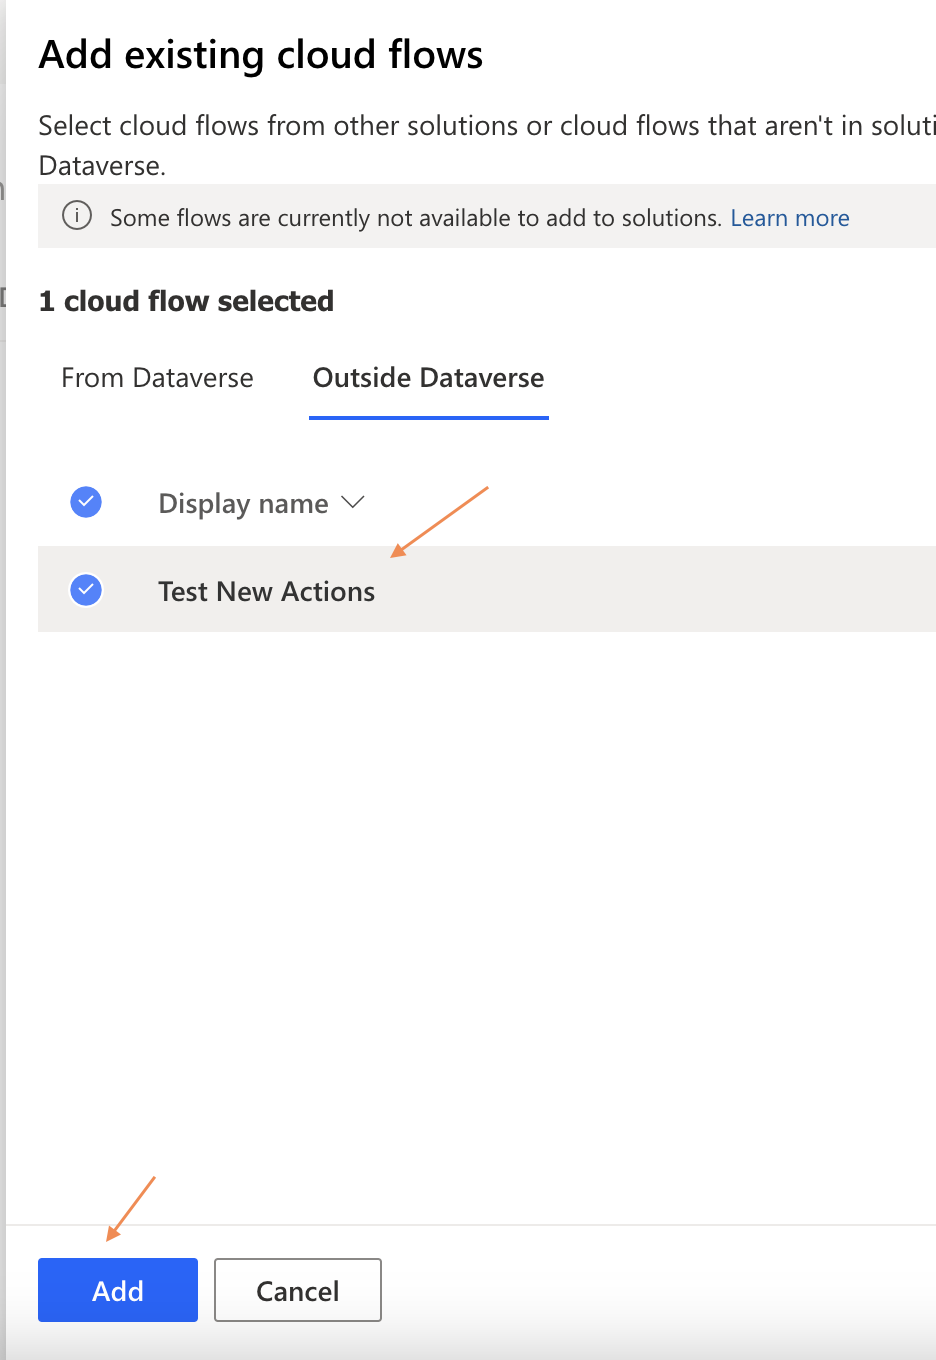 Add existing cloud flows
Select cloud flows from other solutions or cloud flows that aren't in soluti
Dataverse.
Some flows are currently not available to add to solutions. Learn more
1 cloud flow selected
From Dataverse Outside Dataverse
Display name
Test New Actions
Add Cancel